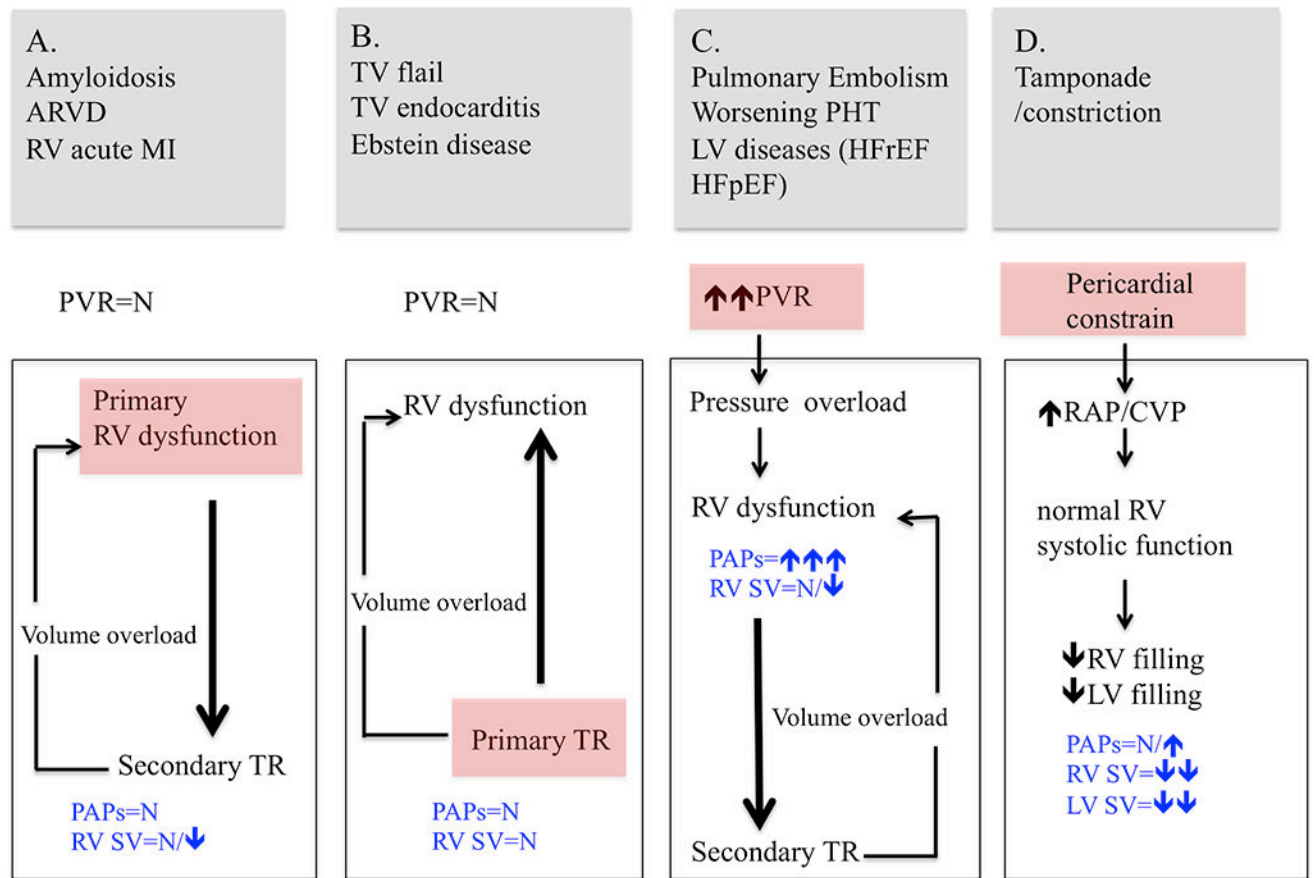 A.
Amyloidosis
ARVD
RV acute MI
B.
TV flail
TV endocarditis
Ebstein disease
C.
Pulmonary Embolism
Worsening PHT
LV diseases (HFrEF
HFpEF)
D.
Tamponade
/constriction
PVR=N
Primary
RV dysfunction
Volume overload
Secondary TR
PAPs=N
RV SV=N/↓
PVR=N
RV dysfunction
Volume overload
Primary TR
PAPs=N
RV SV=N
↑↑PVR
Pressure overload
RV dysfunction
PAPs=↑↑↑
RV SV=N/↓
Volume overload
Secondary TR
Pericardial
constrain
↑RAP/CVP
normal RV
systolic function
↓RV filling
↓LV filling
PAPs=N/↑
RV SV=↓↓
LV SV=↓↓